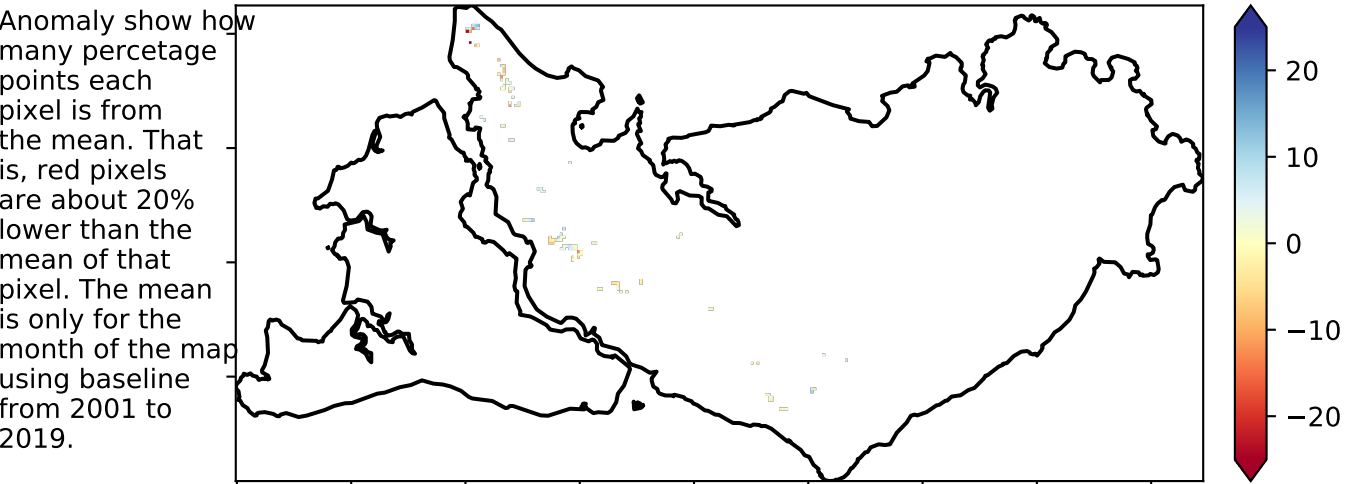 Anomaly show how
many percetage
points each
pixel is from
the mean. That
is, red pixels
are about 20%
lower than the
mean of that
pixel. The mean
is only for the
month of the map
using baseline
from 2001 to
2019.
20
10
0
−10
−20